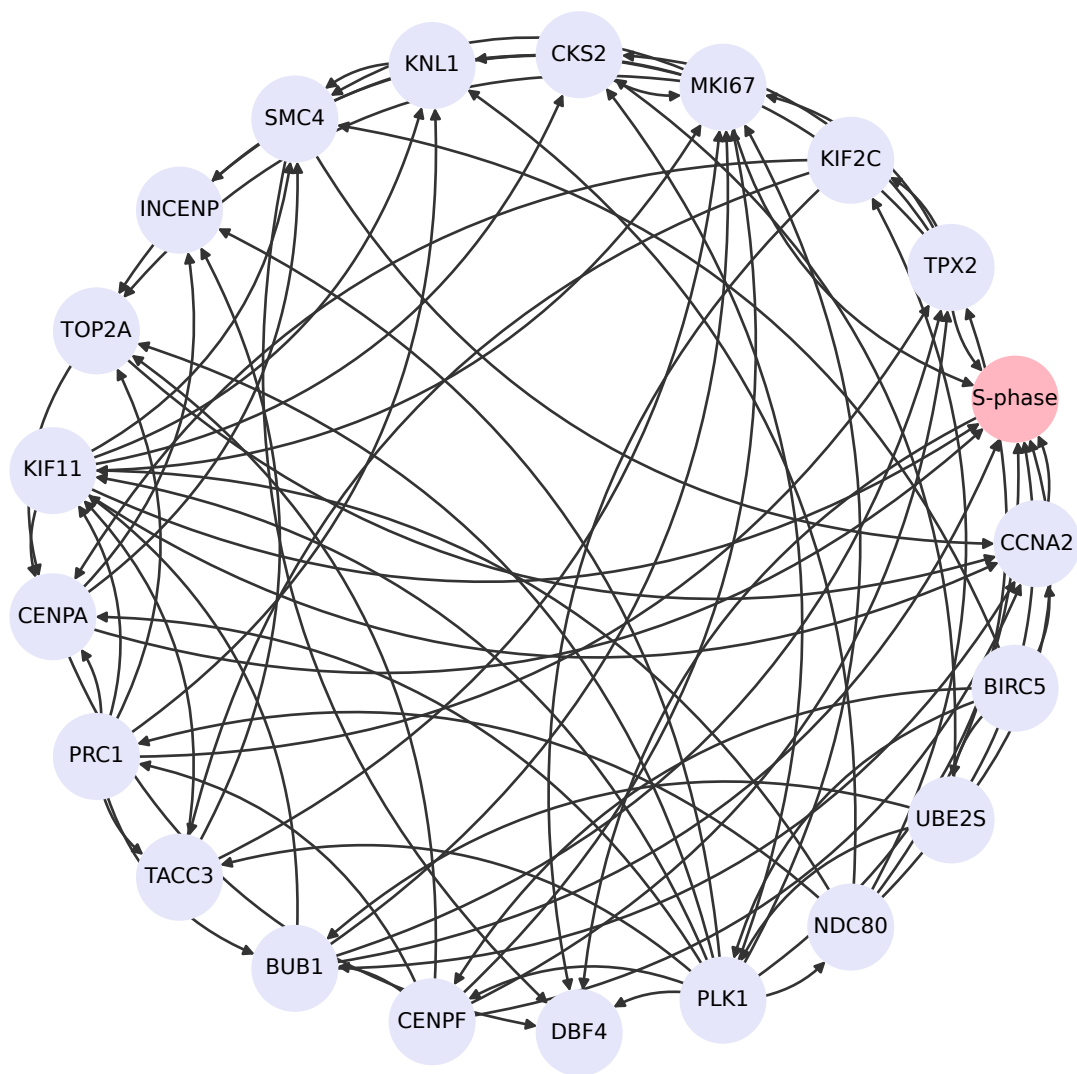 CKS2
KNL1
MKI67
SMC4
KIF2C
INCENP
TPX2
TOP2A
S-phase
KIF11
CCNA2
CENPA
BIRC5
PRC1
UBE2S
TACC3
NDC80
BUB1
PLK1
CENPF
DBF4